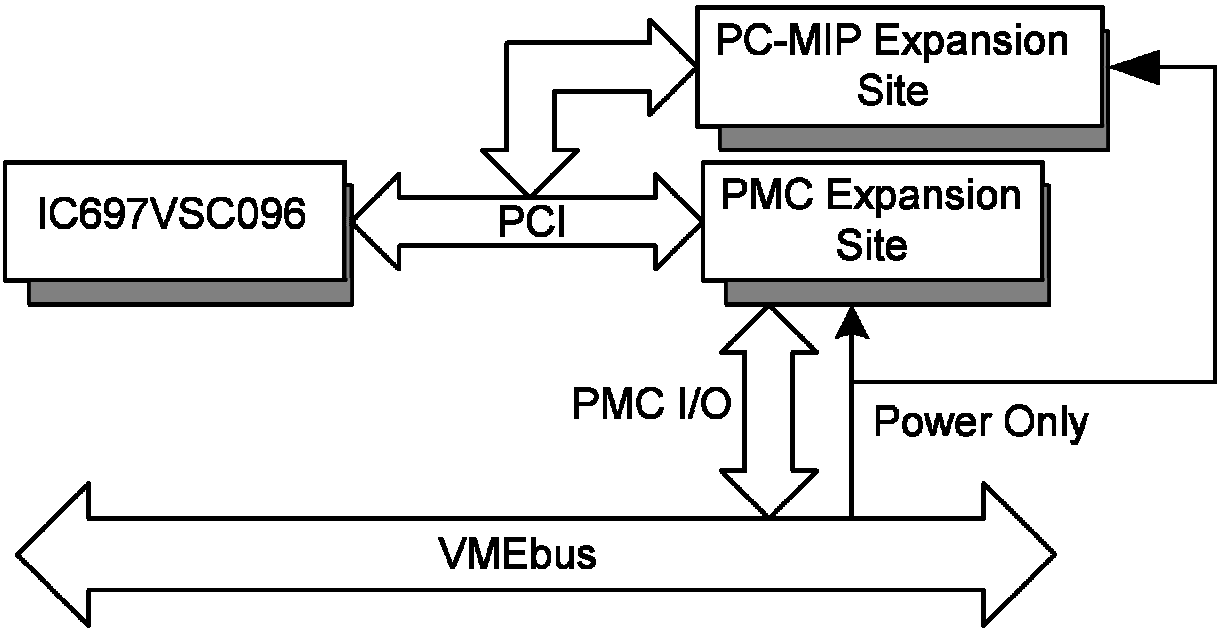 PC-MIP Expansion
Site
IC697VSC096
PCI
PMC Expansion
Site
PMC I/O
Power Only
VMEbus